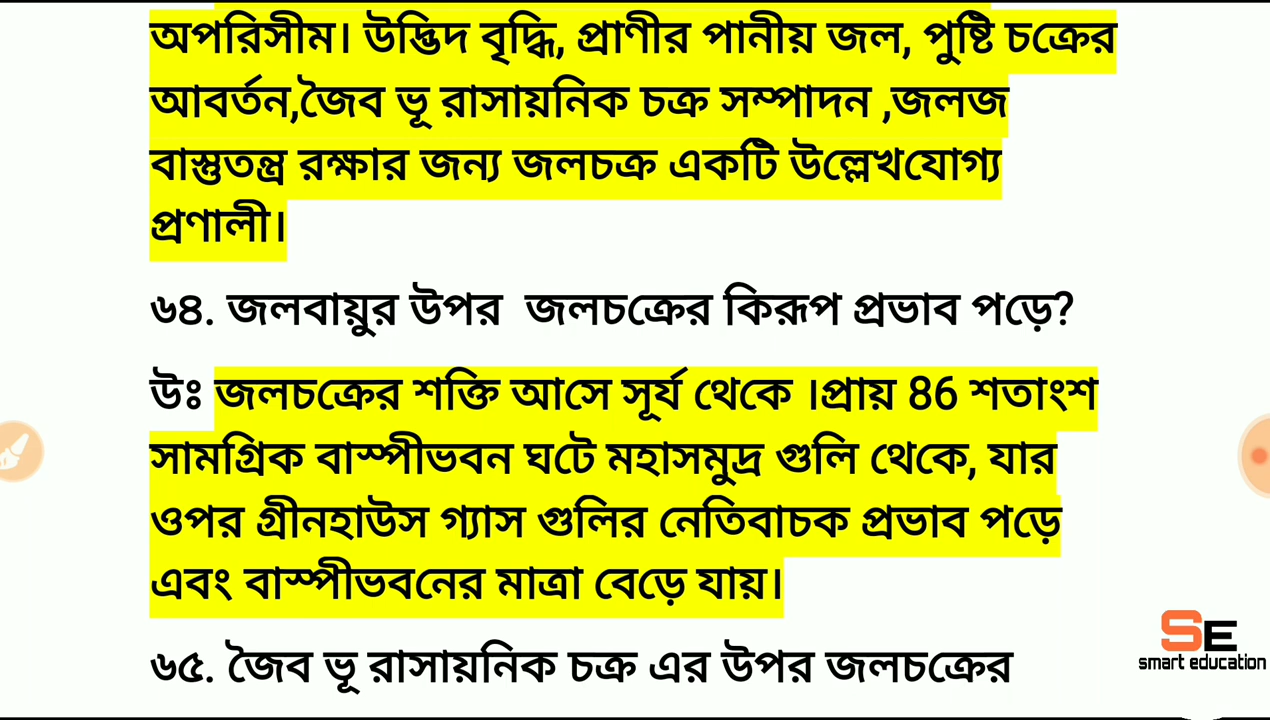 অপরিসীম। উদ্ভিদ বৃদ্ধি, প্রাণীর পানীয় জল, পুষ্টি চক্রের
আবর্তন,জৈব ভূ রাসায়নিক চক্র সম্পাদন ,জলজ
বাস্তুতন্ত্র রক্ষার জন্য জলচক্র একটি উল্লেখযোগ্য
প্রণালী।
৬৪. জলবায়ুর উপর জলচক্রের কিরূপ প্রভাব পড়ে?
উঃ জলচক্রের শক্তি আসে সূর্য থেকে ।প্রায় 86 শতাংশ
সামগ্রিক বাস্পীভবন ঘটে মহাসমুদ্র গুলি থেকে, যার
ওপর গ্রীনহাউস গ্যাস গুলির নেতিবাচক প্রভাব পড়ে
এবং বাস্পীভবনের মাত্রা বেড়ে যায়।
৬৫. জৈব ভূ রাসায়নিক চক্র এর উপর জলচক্রের
SE
smart education